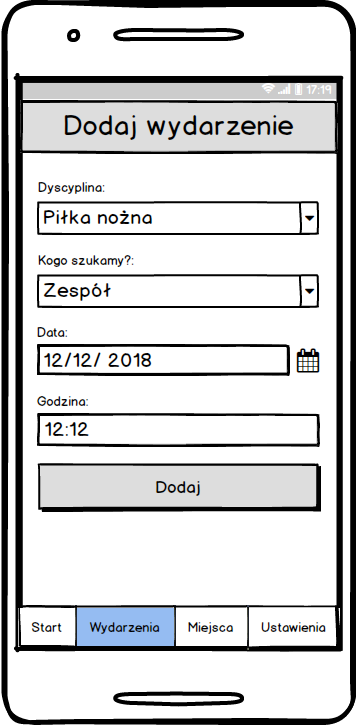 17:19
Dodaj wydarzenie
Dyscyplina:
Piłka nożna
Kogo szukamy?:
Zespół
Data:
12/12/ 2018
Godzina:
12:12
Dodaj
Start Wydarzenia Miejsca Ustawienia